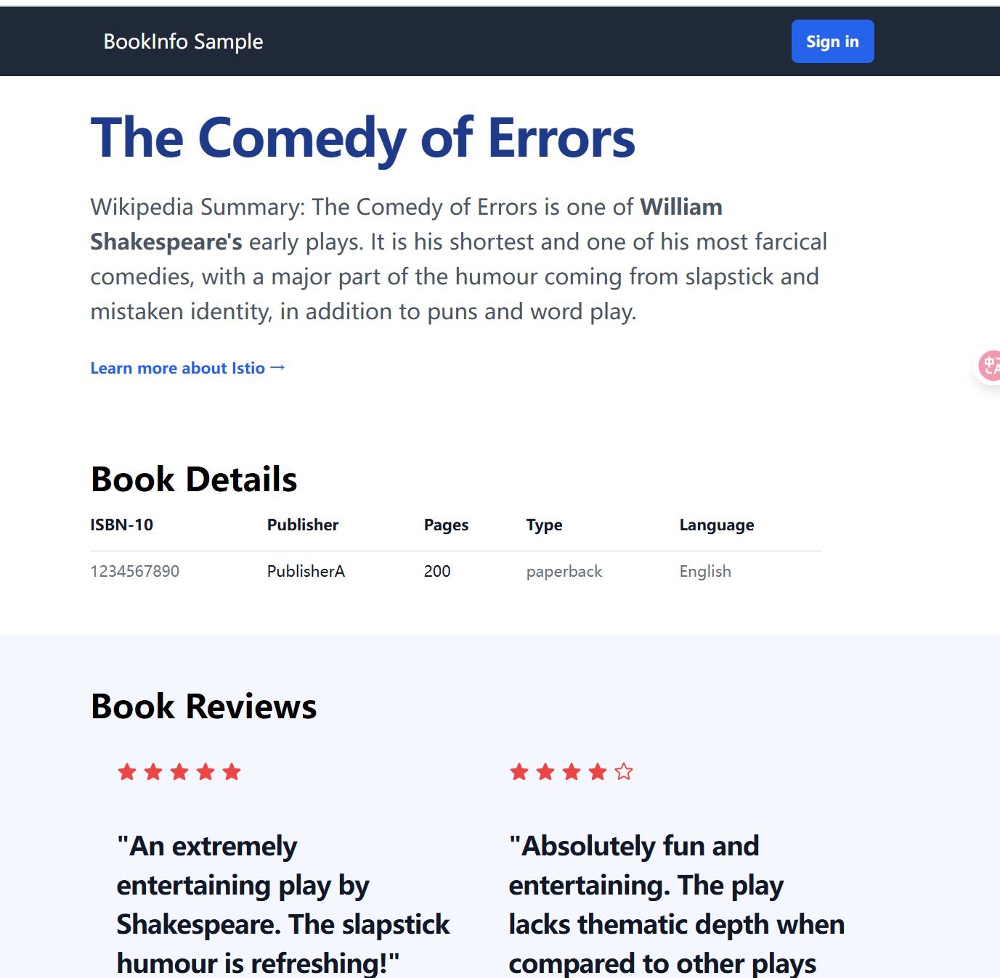 BookInfo Sample
Sign in
The Comedy of Errors
Wikipedia Summary: The Comedy of Errors is one of William
Shakespeare's early plays. It is his shortest and one of his most farcical
comedies, with a major part of the humour coming from slapstick and
mistaken identity, in addition to puns and word play.
Learn more about Istio →
Book Details
ISBN-10 Publisher Pages Type Language
1234567890 PublisherA 200 paperback English
Book Reviews
"An extremely
entertaining play by
Shakespeare. The slapstick
humour is refreshing!"
"Absolutely fun and
entertaining. The play
lacks thematic depth when
compared to other plays